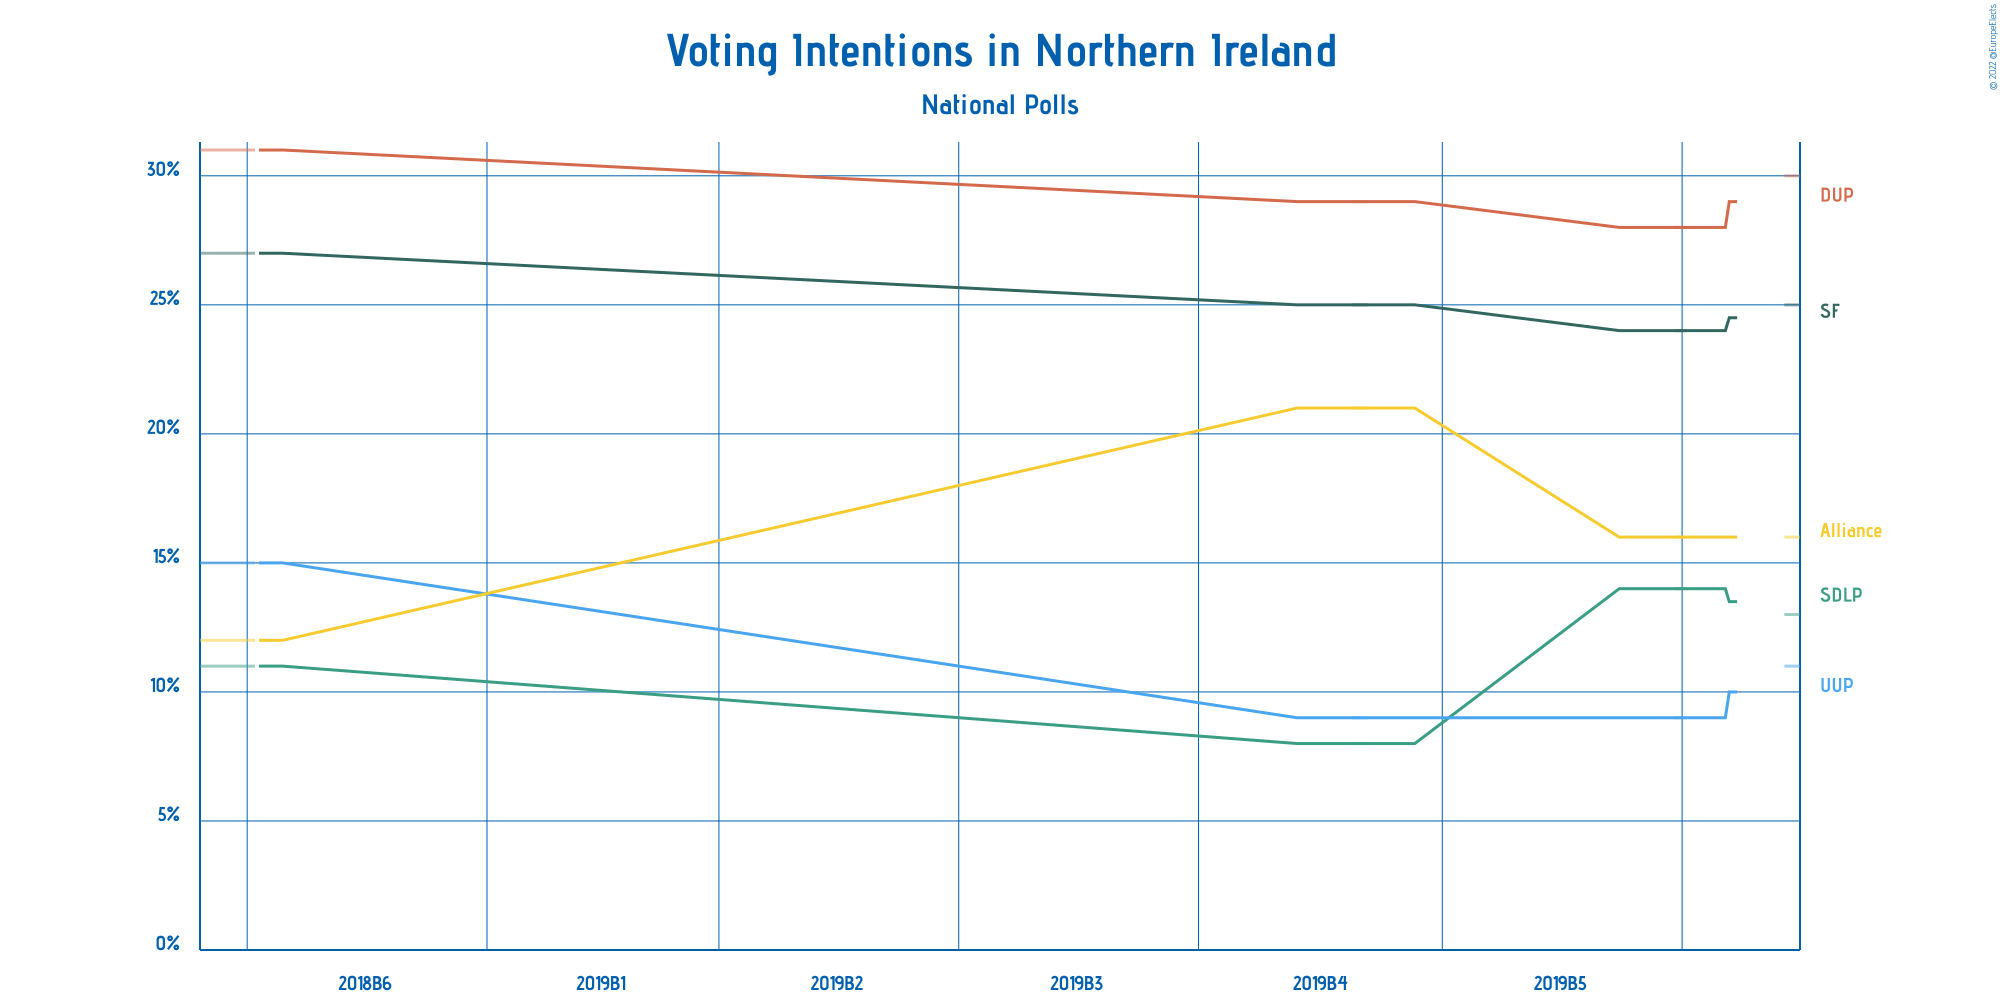 © 2022 @EuropeElects
Voting Intentions in Northern Ireland
National Polls
30%
25%
20%
15%
10%
5%
0%
DUP
SF
Alliance
SDLP
UUP
2018B6
2019B1
2019B2
2019B3
2019B4
2019B5